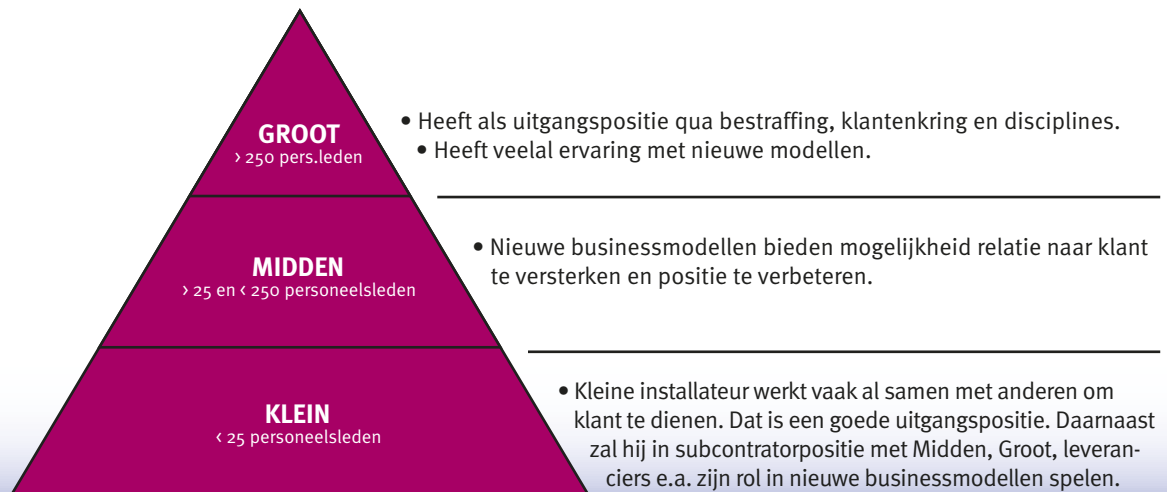 GROOT
› 250 pers.leden
• Heeft als uitgangspositie qua bestraffing, klantenkring en disciplines.
• Heeft veelal ervaring met nieuwe modellen.
MIDDEN
› 25 en ‹ 250 personeelsleden
• Nieuwe businessmodellen bieden mogelijkheid relatie naar klant
te versterken en positie te verbeteren.
KLEIN
‹ 25 personeelsleden
• Kleine installateur werkt vaak al samen met anderen om
klant te dienen. Dat is een goede uitgangspositie. Daarnaast
zal hij in subcontratorpositie met Midden, Groot, leveran-
ciers e.a. zijn rol in nieuwe businessmodellen spelen.